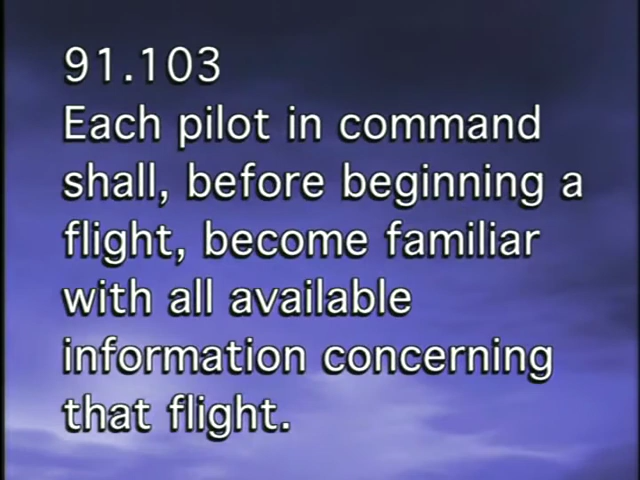 91.103
Each pilot in command
shall, before beginning a
flight, become familiar
with all available
information concerning
that flight.